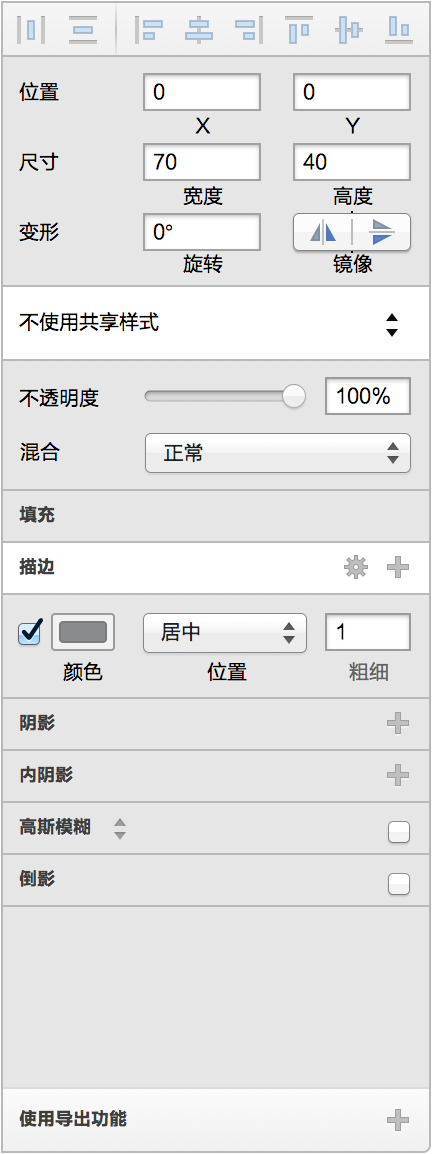 位置 0 0
X Y
尺寸 70 40
宽度 高度
变形 0°
旋转 镜像
不使用共享样式
不透明度 100%
混合 正常
填充
描边
居中 1
颜色 位置 粗细
阴影
内阴影
高斯模糊
倒影
使用导出功能